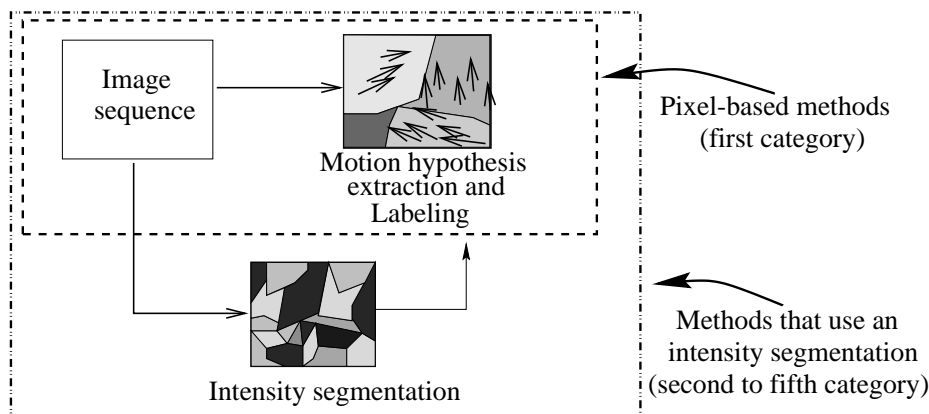 Image
sequence
Motion hypothesis
extraction and
Labeling
Pixel-based methods
(first category)
Intensity segmentation
Methods that use an
intensity segmentation
(second to fifth category)